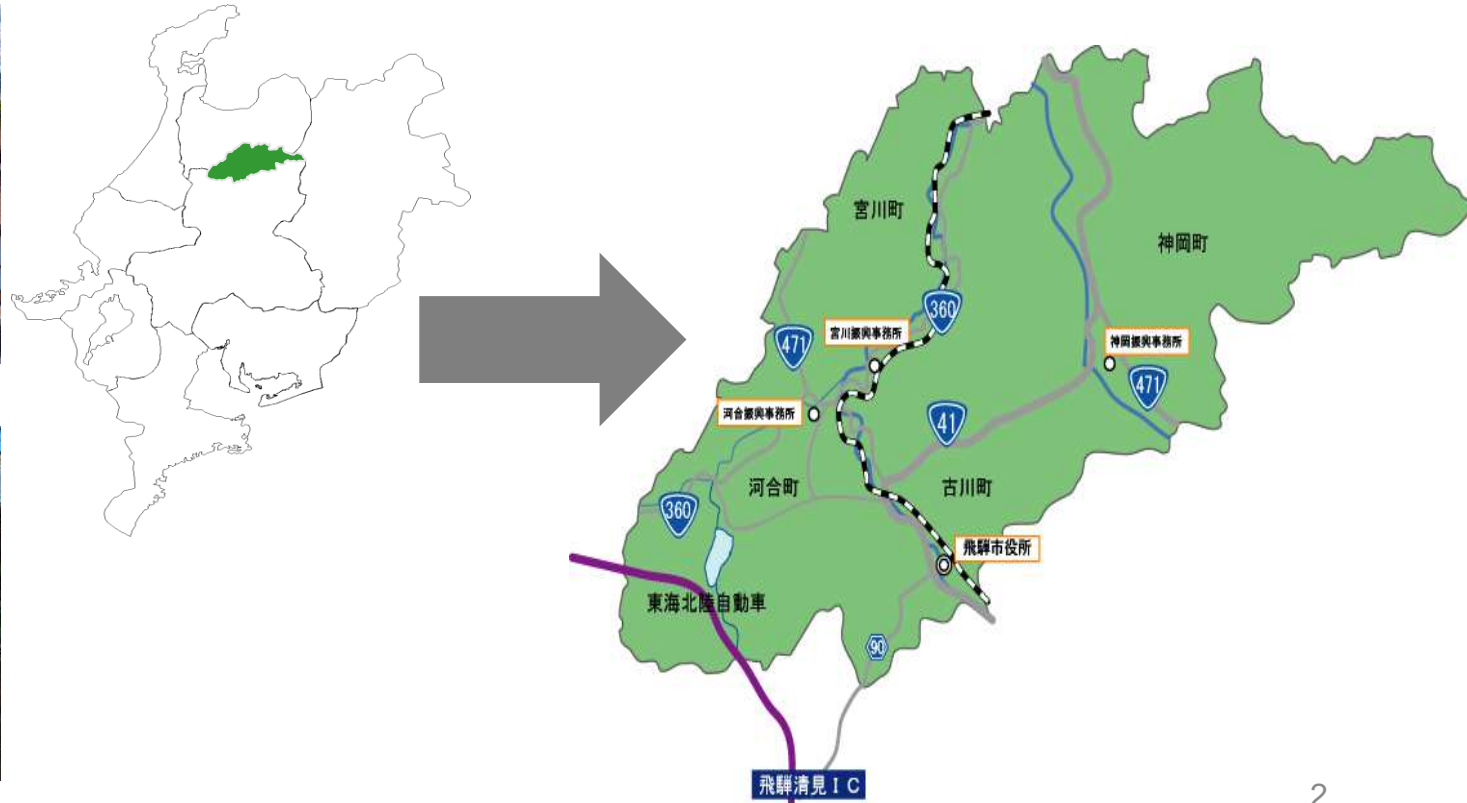 宮川町
神岡町
360
宮川振興事務所
471
神岡振興事務所
471
河合振興事務所
41
河合町
古川町
360
飛騨市役所
東海北陸自動車
90
飛騨清見ＩＣ
2